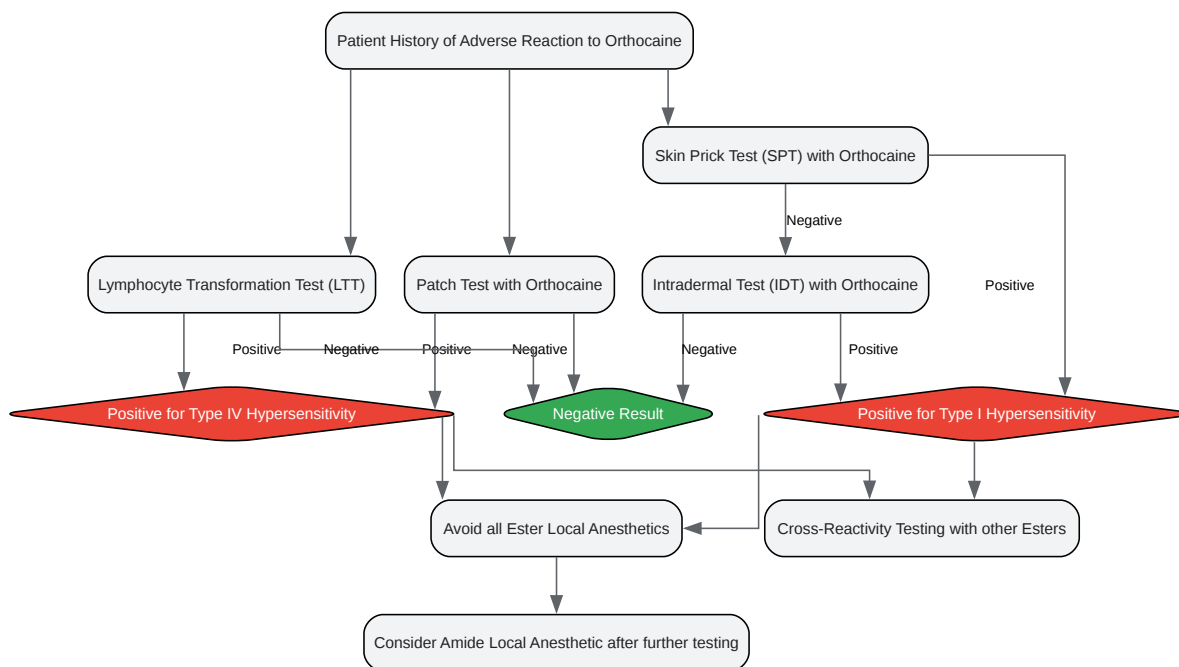 Patient History of Adverse Reaction to Orthocaine
Skin Prick Test (SPT) with Orthocaine
Negative
Lymphocyte Transformation Test (LTT)
Patch Test with Orthocaine
Intradermal Test (IDT) with Orthocaine
Positive
Positive
Negative
Positive
Negative
Negative
Positive
Positive for Type IV Hypersensitivity
Negative Result
Positive for Type I Hypersensitivity
Avoid all Ester Local Anesthetics
Cross-Reactivity Testing with other Esters
Consider Amide Local Anesthetic after further testing